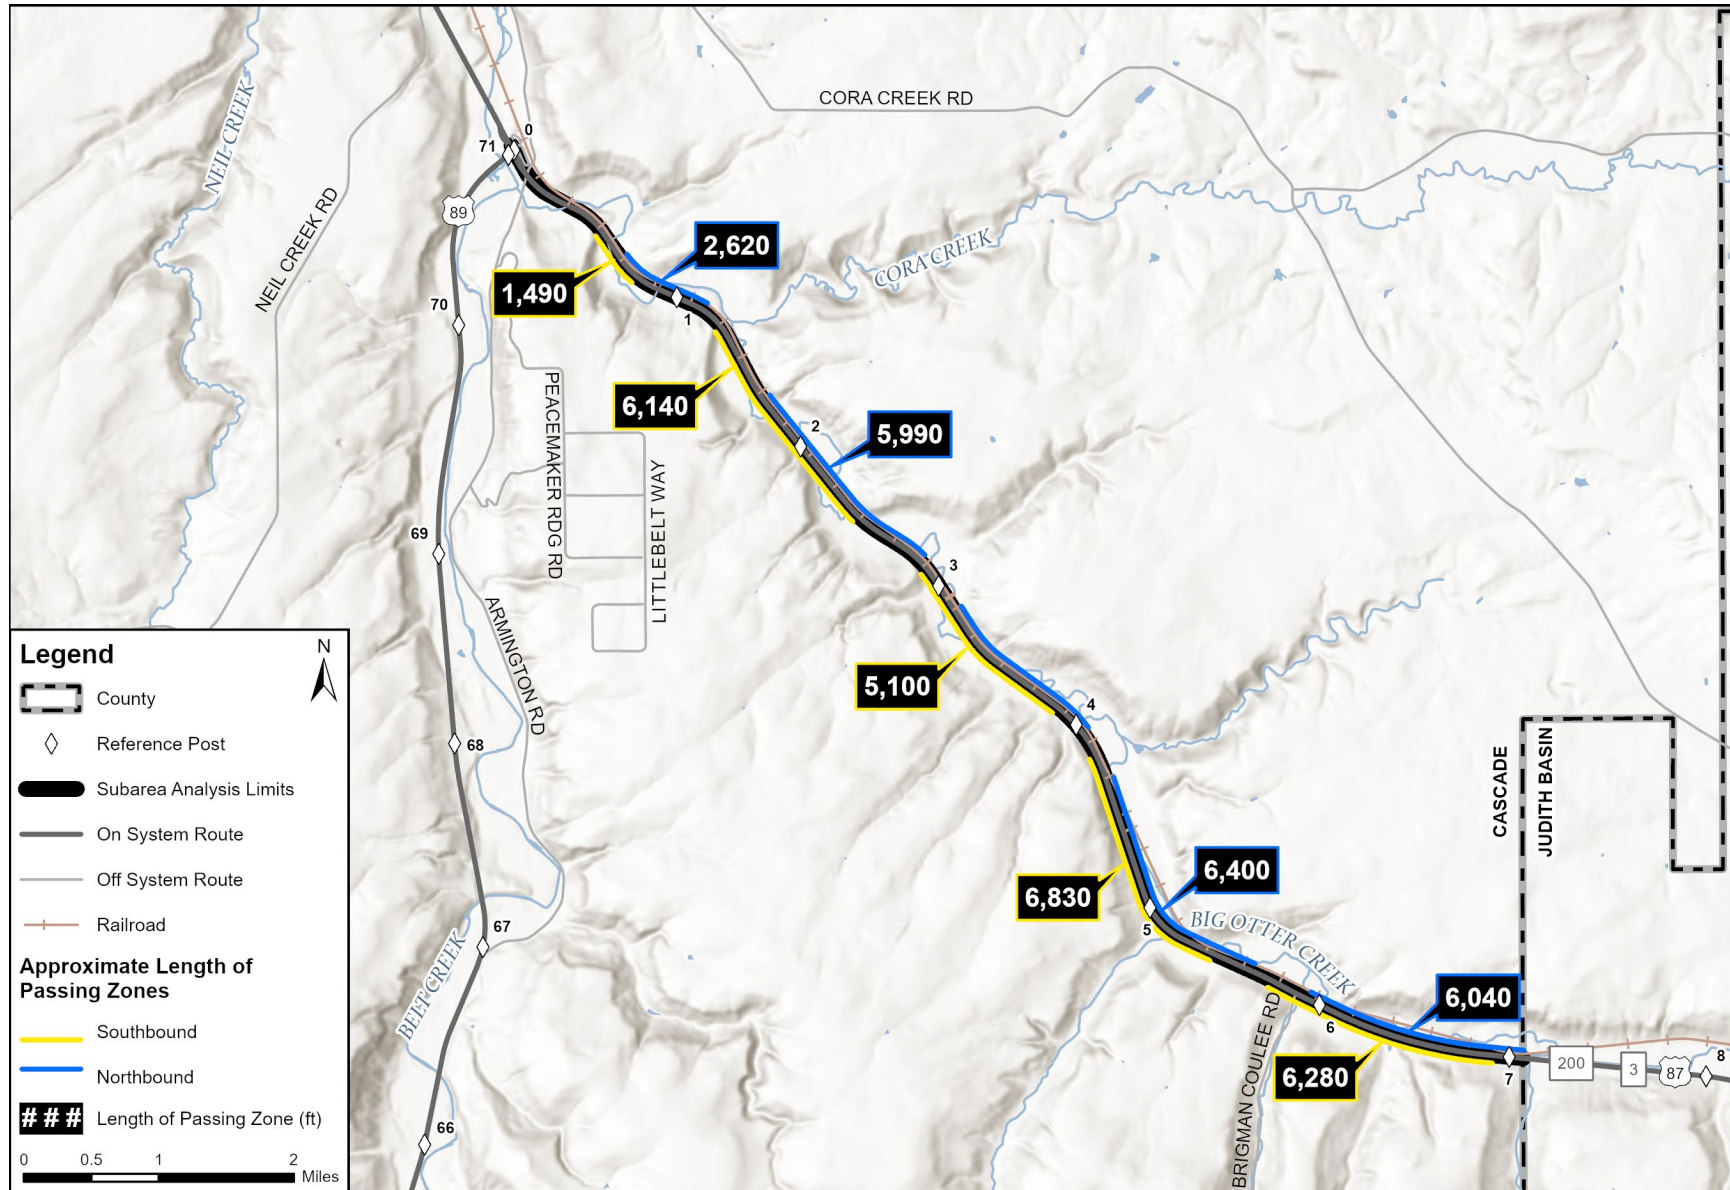 CORA CREEK RD
NEIL CREEK
0
71
89
NEIL CREEK RD
2,620
CORA CREEK
1,490
70
1
PEACEMAKER RDG RD
6,140
2
5,990
LITTLEBELT WAY
69
3
ARMINGTON RD
5,100
4
68
CASCADE
JUDITH BASIN
6,400
6,830
67
5
BIG OTTER CREEK
BELT CREEK
6,040
BRIGMAN COULEE RD
6
6,280
7
200
3
87
8
66
Legend
N
County
Reference Post
Subarea Analysis Limits
On System Route
Off System Route
Railroad
Approximate Length of
Passing Zones
Southbound
Northbound
###
Length of Passing Zone (ft)
0 0.5 1 2
Miles